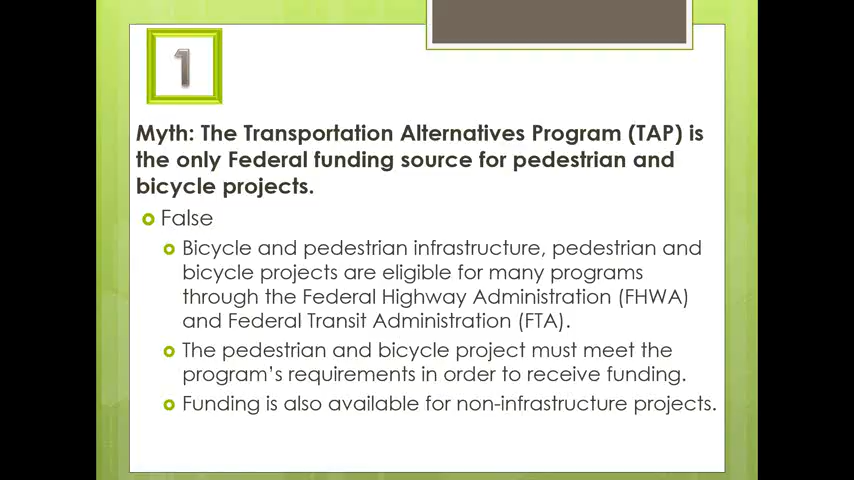 1
Myth: The Transportation Alternatives Program (TAP) is
the only Federal funding source for pedestrian and
bicycle projects.
False
Bicycle and pedestrian infrastructure, pedestrian and
bicycle projects are eligible for many programs
through the Federal Highway Administration (FHWA)
and Federal Transit Administration (FTA).
The pedestrian and bicycle project must meet the
program’s requirements in order to receive funding.
Funding is also available for non-infrastructure projects.